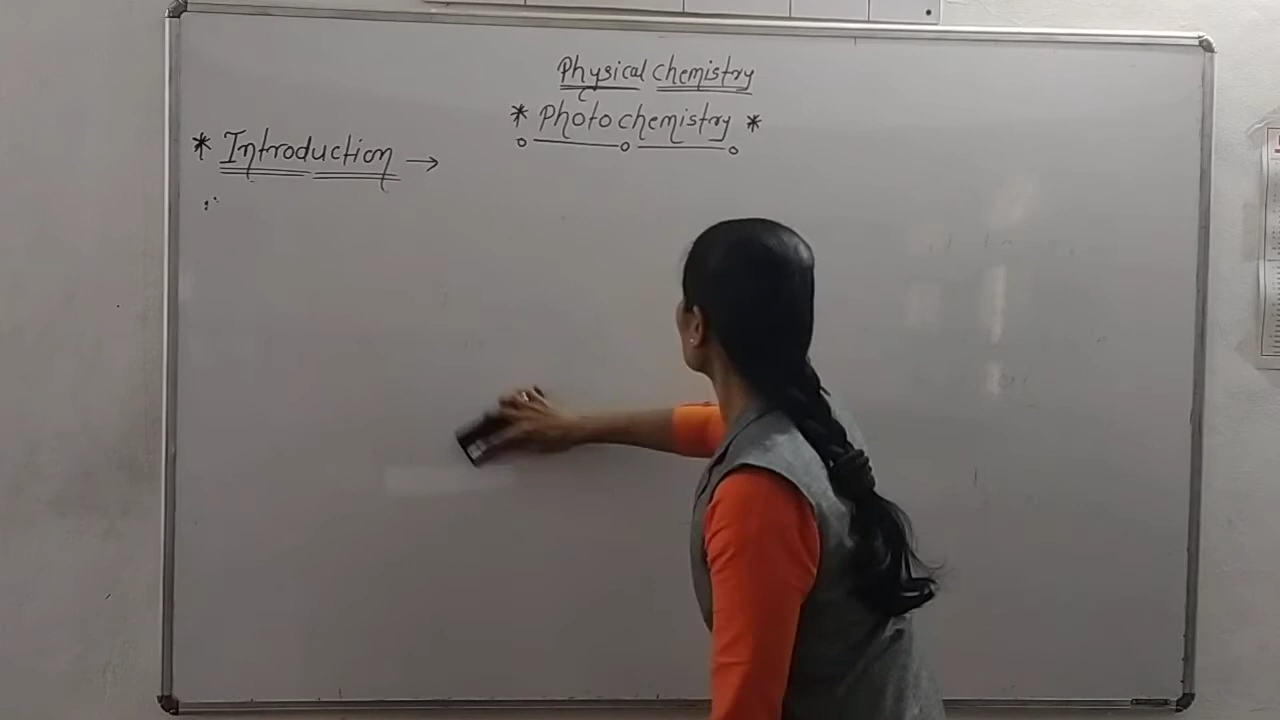 Physical Chemistry
* Photochemistry *
* Introduction →